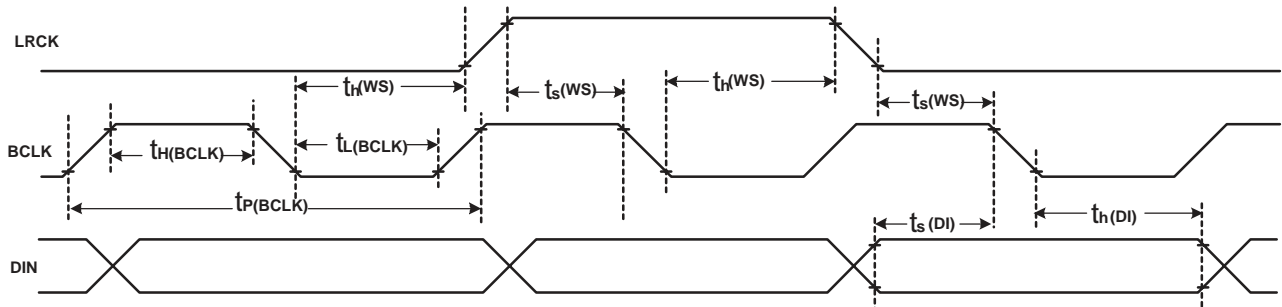 LRCK
th(WS)
ts(WS)
th(WS)
ts(WS)
BCLK
tH(BCLK)
tL(BCLK)
tP(BCLK)
ts(DI)
th(DI)
DIN